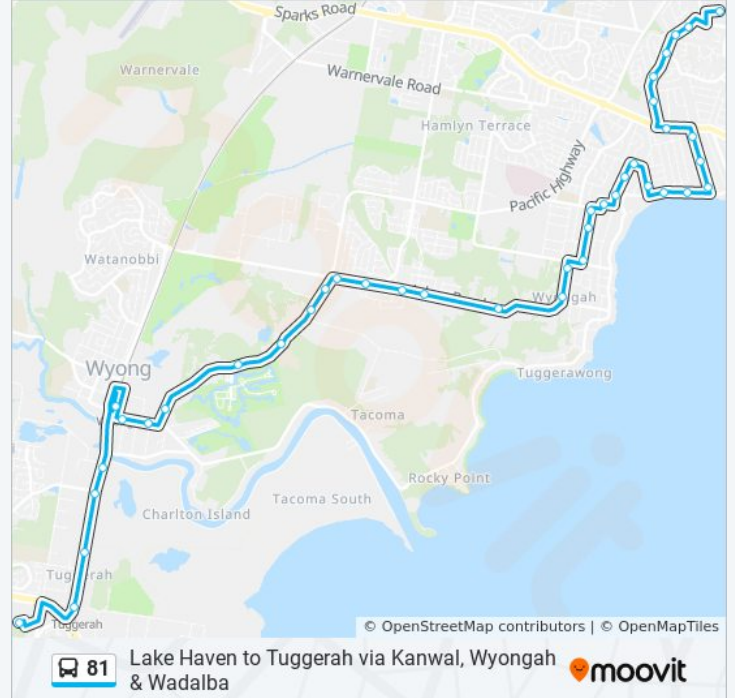 Sparks Road
Warnervale
Warnervale Road
Hamlyn Terrace
Pacific Highway
Watanobbi
Wyongah
Wyong
Tuggerawong
Tacoma
Rocky Point
Tacoma South
Charlton Island
Tuggerah
Tuggerah
© OpenStreetMap contributors | © OpenMapTiles
81
Lake Haven to Tuggerah via Kanwal, Wyongah
& Wadalba
moovit